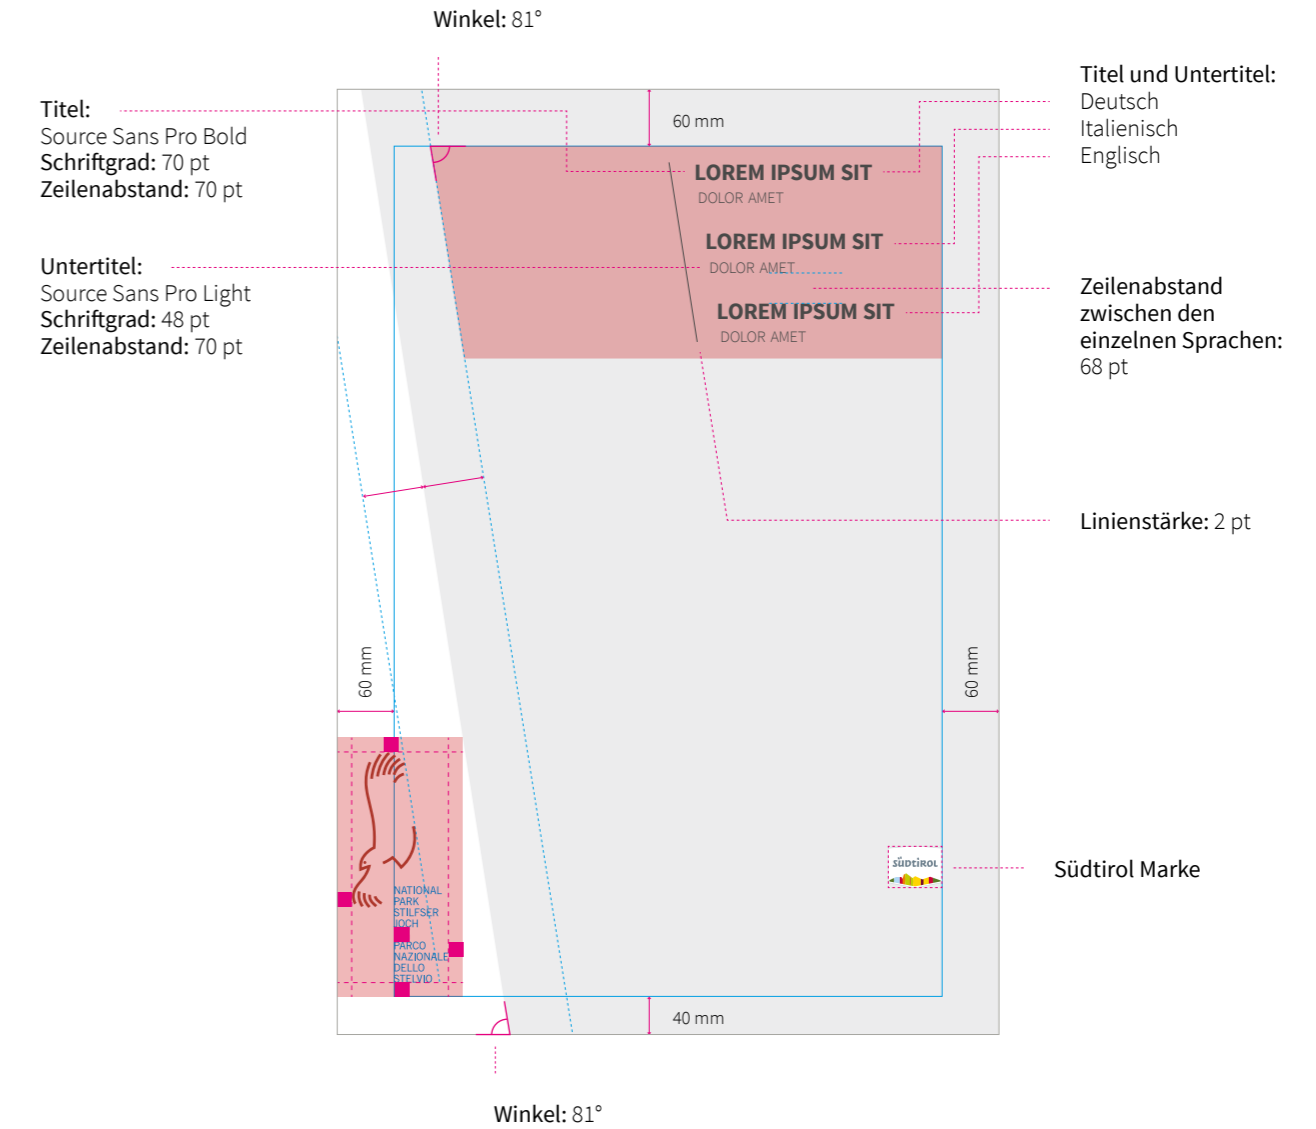 Winkel: 81°
Titel:
Source Sans Pro Bold
Schriftgrad: 70 pt
Zeilenabstand: 70 pt
Untertitel:
Source Sans Pro Light
Schriftgrad: 48 pt
Zeilenabstand: 70 pt
60 mm
LOREM IPSUM SIT
DOLOR AMET
LOREM IPSUM SIT
DOLOR AMET
LOREM IPSUM SIT
DOLOR AMET
Titel und Untertitel:
Deutsch
Italienisch
Englisch
Zeilenabstand
zwischen den
einzelnen Sprachen:
68 pt
Linienstärke: 2 pt
60 mm
60 mm
NATIONAL
PARK
STILFSER
JOCH
PARCO
NAZIONALE
DELLO
STELVIO
SÜDTIROL
Südtirol Marke
40 mm
Winkel: 81°